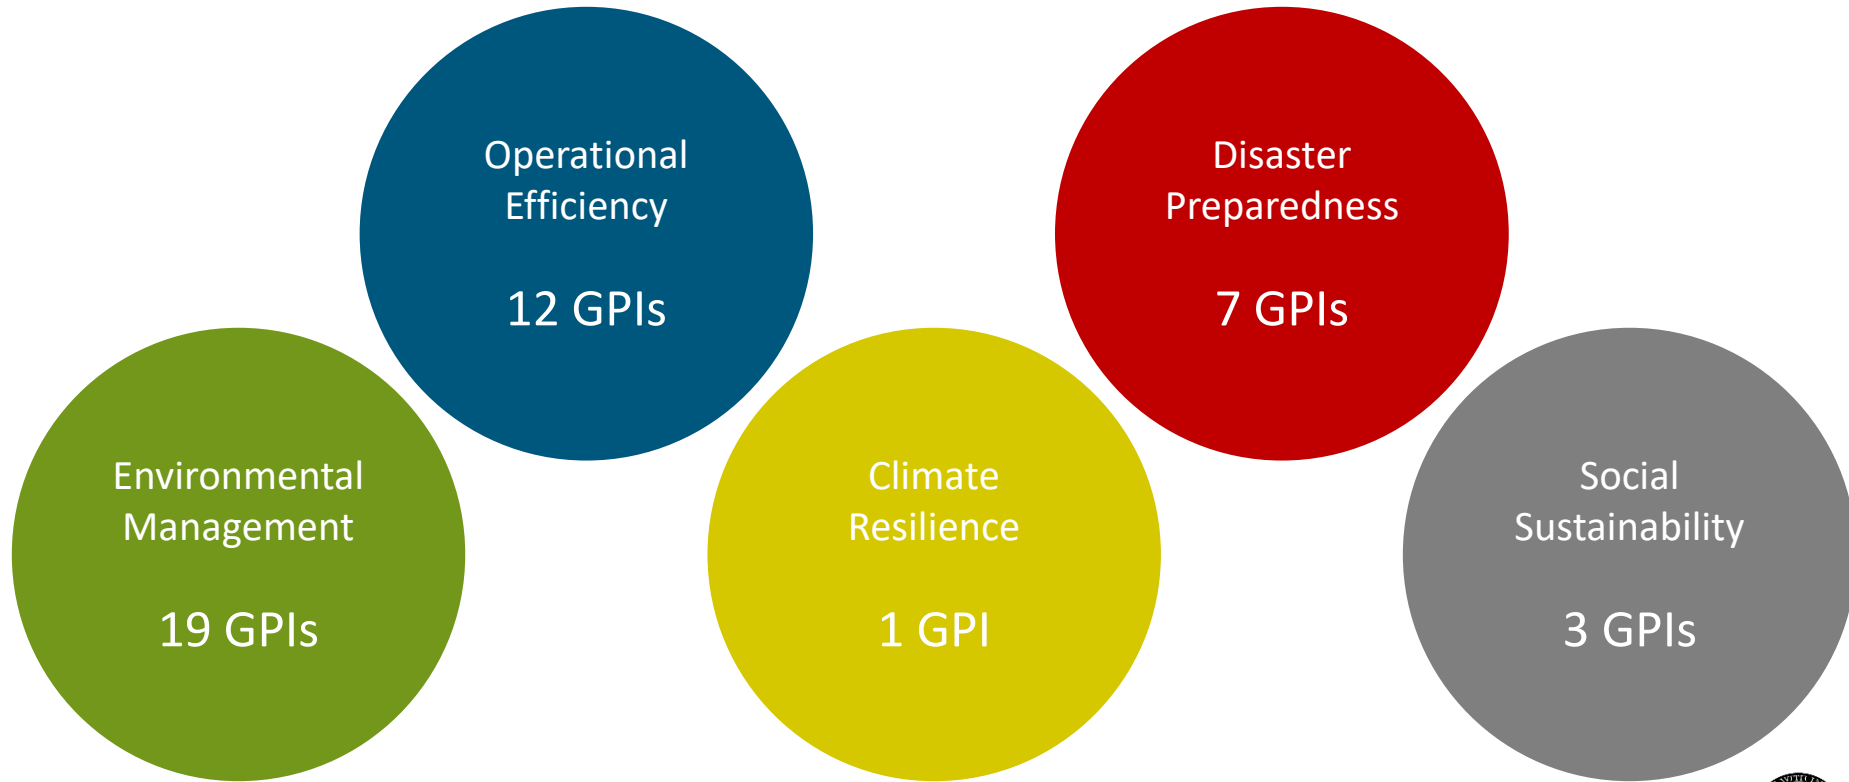 Operational
Efficiency
12 GPIs
Disaster
Preparedness
7 GPIs
Environmental
Management
19 GPIs
Climate
Resilience
1 GPI
Social
Sustainability
3 GPIs